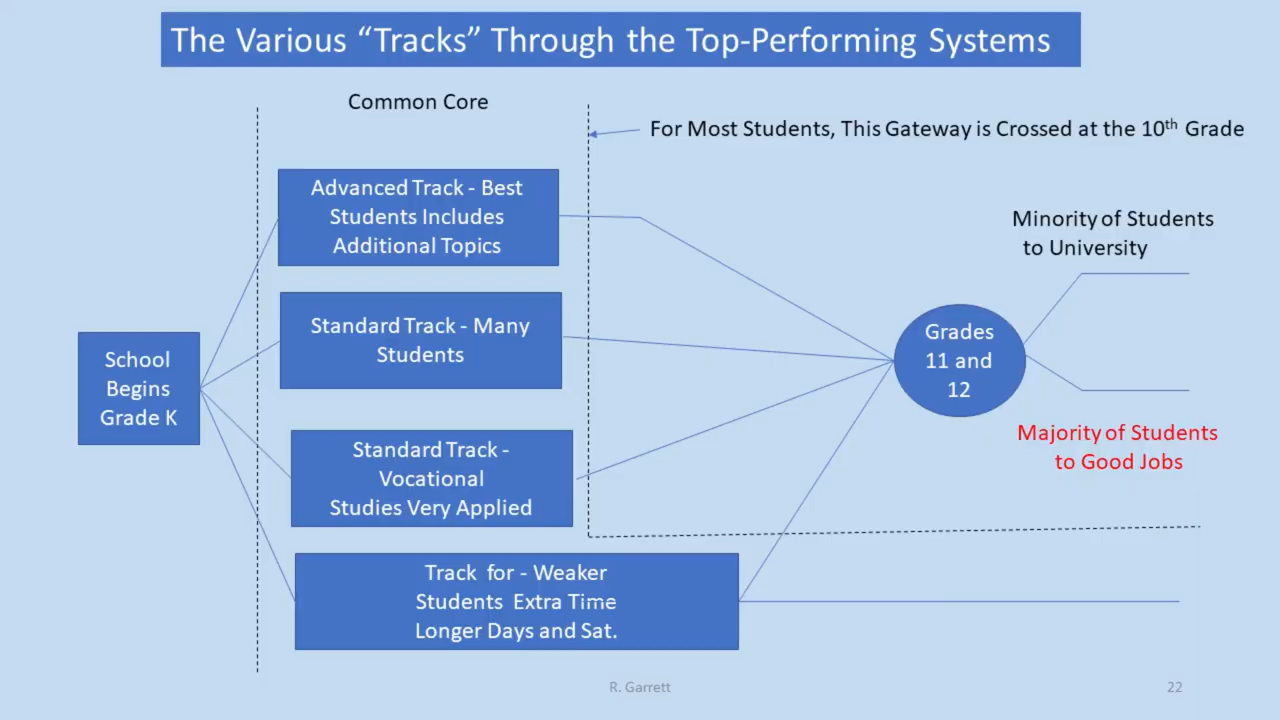 The Various “Tracks” Through the Top-Performing Systems
Common Core
For Most Students, This Gateway is Crossed at the 10th Grade
Advanced Track - Best
Students Includes
Additional Topics
Minority of Students
to University
Standard Track - Many
Students
School
Begins
Grade K
Grades
11 and
12
Majority of Students
to Good Jobs
Standard Track -
Vocational
Studies Very Applied
Track for - Weaker
Students Extra Time
Longer Days and Sat.
R. Garrett
22